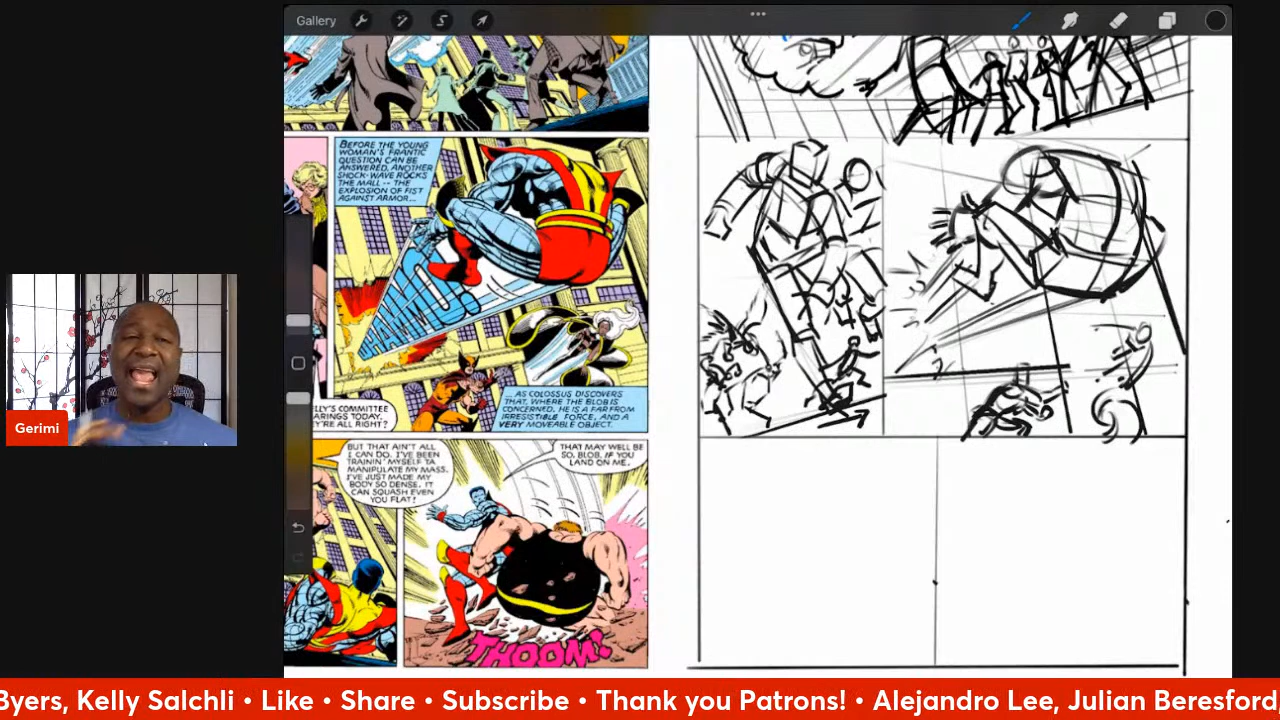 Gallery
BEFORE THE YOUNG
WOMAN'S FRANTIC
QUESTION CAN BE
ANSWERED, ANOTHER
SHOCK-WAVE ROCKS
THE MALL -- THE
EXPLOSION OF FIST
AGAINST ARMOR...
WHAMMO!
...AS COLOSSUS DISCOVERS
THAT, WHERE THE BLOB IS
CONCERNED, HE IS A FAR FROM
IRRESISTIBLE FORCE, AND A
VERY MOVEABLE OBJECT.
LLY'S COMMITTEE
ARINGS TODAY.
Y'RE ALL RIGHT?
BUT THAT AIN'T ALL
I CAN DO. I'VE BEEN
TRAININ' MYSELF TA
MANIPULATE MY MASS.
I'VE JUST MADE MY
BODY SO DENSE, IT
CAN SQUASH EVEN
YOU FLAT!
THAT MAY WELL BE
SO, BLOB, IF YOU
LAND ON ME.
THOOM!
Gerimi
Byers, Kelly Salchli • Like • Share • Subscribe • Thank you Patrons! • Alejandro Lee, Julian Beresford,